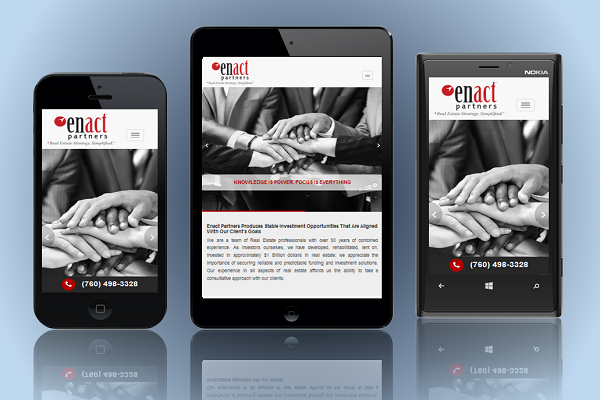 enact
partners
"Real Estate Strategy. Simplified."
(760) 498-3328
enact
partners
"Real Estate Strategy. Simplified."
KNOWLEDGE IS POWER. FOCUS IS EVERYTHING
Enact Partners Produces Stable Investment Opportunities That Are Aligned
With Our Client's Goals
We are a team of Real Estate professionals with over 50 years of combined
experience. As investors ourselves, we have developed, rehabilitated, lent on,
invested in approximately $1 Billion dollars in real estate; we appreciate the
importance of securing reliable and predictable funding and investment solutions.
Our experience in all aspects of real estate affords us the ability to take a
consultative approach with our clients.
NOKIA
enact
partners
"Real Estate Strategy. Simplified."
(760) 498-3328